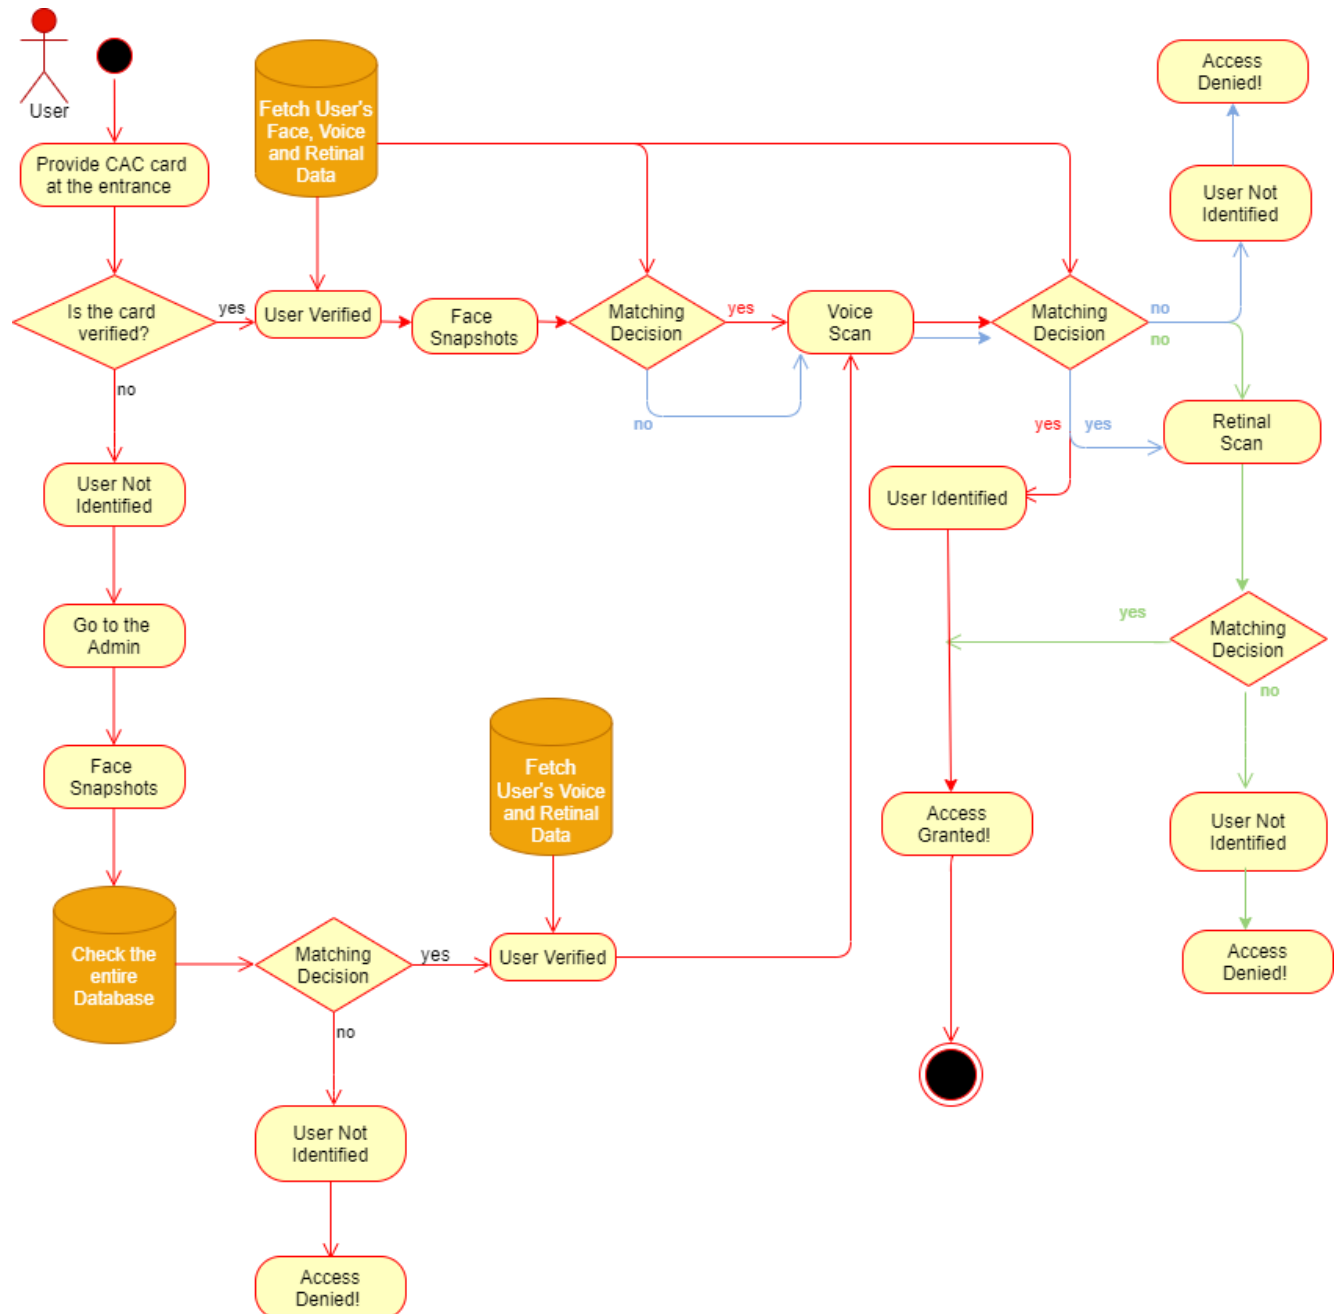 User
Provide CAC card
at the entrance
Is the card
verified?
yes
no
Fetch User's
Face, Voice
and Retinal
Data
User Verified
Face
Snapshots
Matching
Decision
yes
no
Voice
Scan
Matching
Decision
no
no
yes
yes
User Not
Identified
Access
Denied!
Retinal
Scan
User Identified
Matching
Decision
yes
no
Access
Granted!
User Not
Identified
Access
Denied!
User Not
Identified
Go to the
Admin
Face
Snapshots
Check the
entire
Database
Matching
Decision
yes
no
Fetch
User's Voice
and Retinal
Data
User Verified
User Not
Identified
Access
Denied!